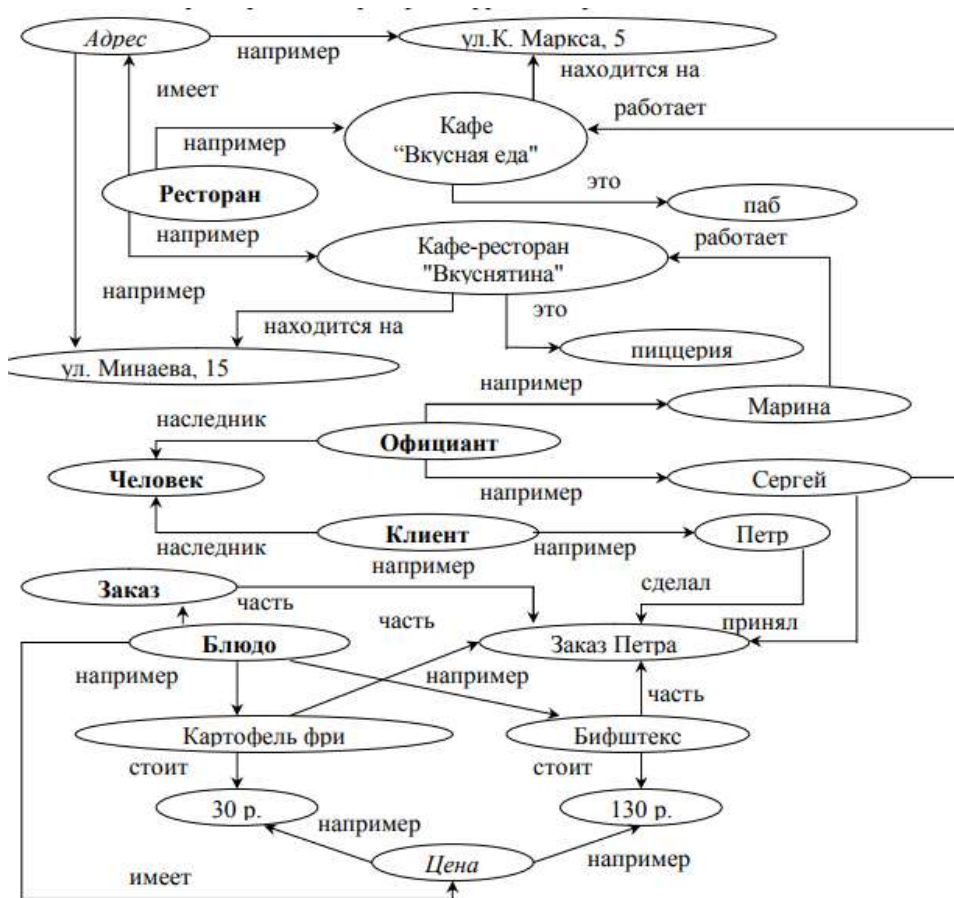 Адрес
например
ул.К. Маркса, 5
имеет
находится на
например
Кафе
“Вкусная еда"
работает
Ресторан
это
паб
например
Кафе-ресторан
"Вкуснятина"
работает
например
находится на
это
ул. Минаева, 15
пиццерия
например
Марина
наследник
Официант
Человек
например
Сергей
наследник
Клиент
например
Петр
например
Заказ
часть
сделал
часть
принял
Блюдо
Заказ Петра
например
например
часть
Картофель фри
Бифштекс
стоит
стоит
30 р.
130 р.
например
Цена
например
имеет